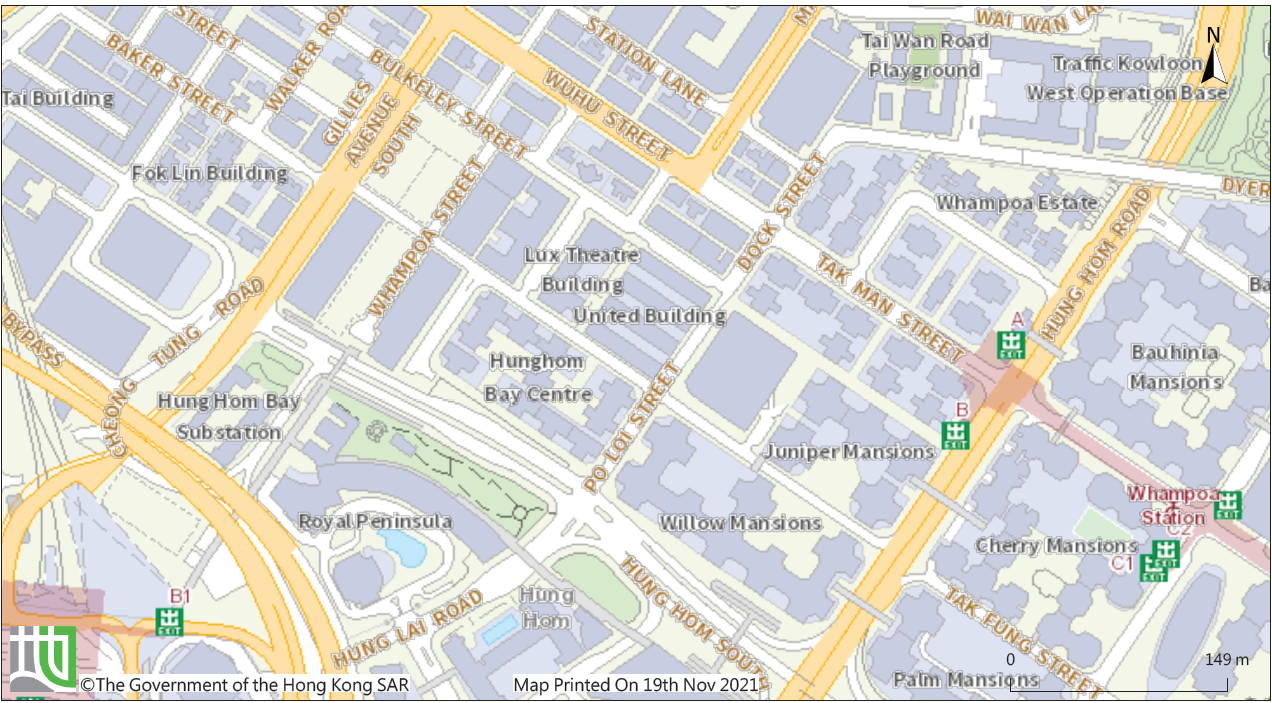 STREET
WALKER ROA
STATION LANE
MA
WAI WAN LAN
N
BAKER STREET
BULKELEY STREET
Tai Wan Road
Playground
Traffic Kowloon
West Operation Base
Tai Building
GILLIES
AVENUE
SOUTH
WUHU STREET
Fok Lin Building
WHAMPOA STREET
DOCK STREET
Whampoa Estate
DYER
Lux Theatre
Building
United Building
TAK MAN STREET
HUNG HOM ROAD
Ba
BYPASS
CHEONG
TUNG
ROAD
A
EXIT
Hunghom
Bay Centre
Bauhinia
Mansions
Hung Hom Bay
Substation
PO LOI STREET
B
EXIT
Juniper Mansions
Royal Peninsula
Willow Mansions
Whampoa
Station
EXIT
C2
EXIT
Cherry Mansions
C1
EXIT
B1
EXIT
HUNG LAI ROAD
Hung
Hom
HUNG HOM SOUTH
TAK FUNG STREET
Palm Mansions
0
149 m
©The Government of the Hong Kong SAR
Map Printed On 19th Nov 2021